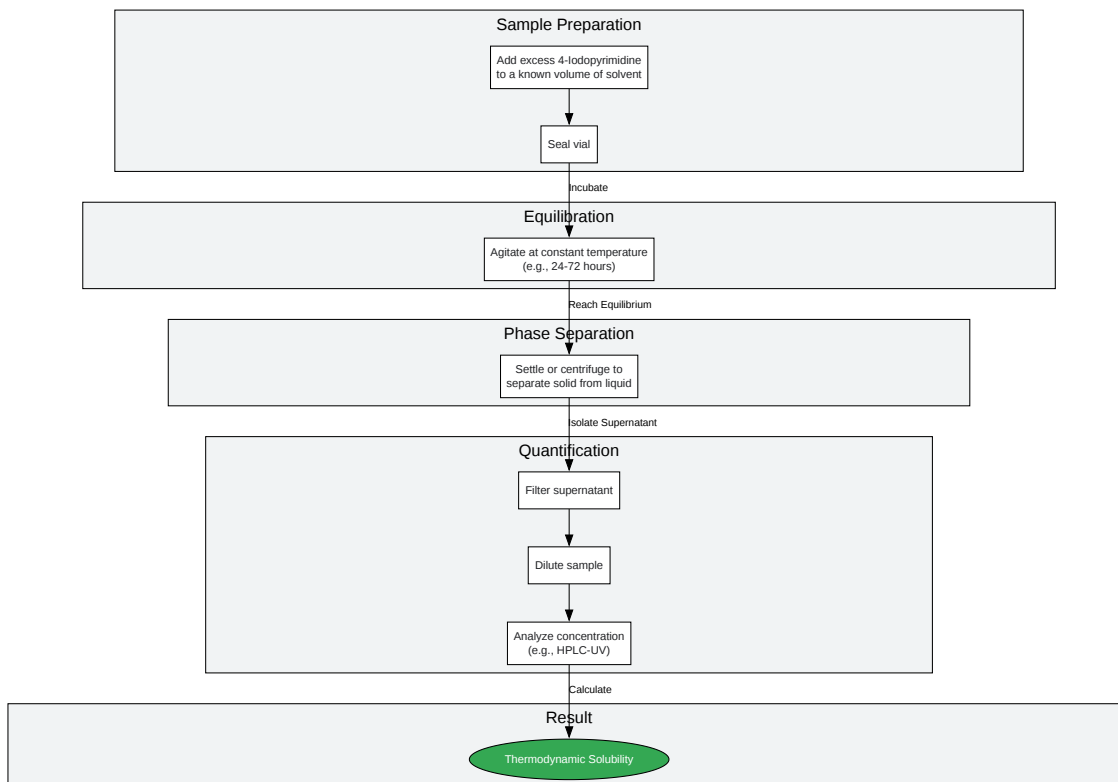 Sample Preparation
Add excess 4-Iodopyrimidine
to a known volume of solvent
Seal vial
Incubate
Equilibration
Agitate at constant temperature
(e.g., 24-72 hours)
Reach Equilibrium
Phase Separation
Settle or centrifuge to
separate solid from liquid
Isolate Supernatant
Quantification
Filter supernatant
Dilute sample
Analyze concentration
(e.g., HPLC-UV)
Calculate
Result
Thermodynamic Solubility